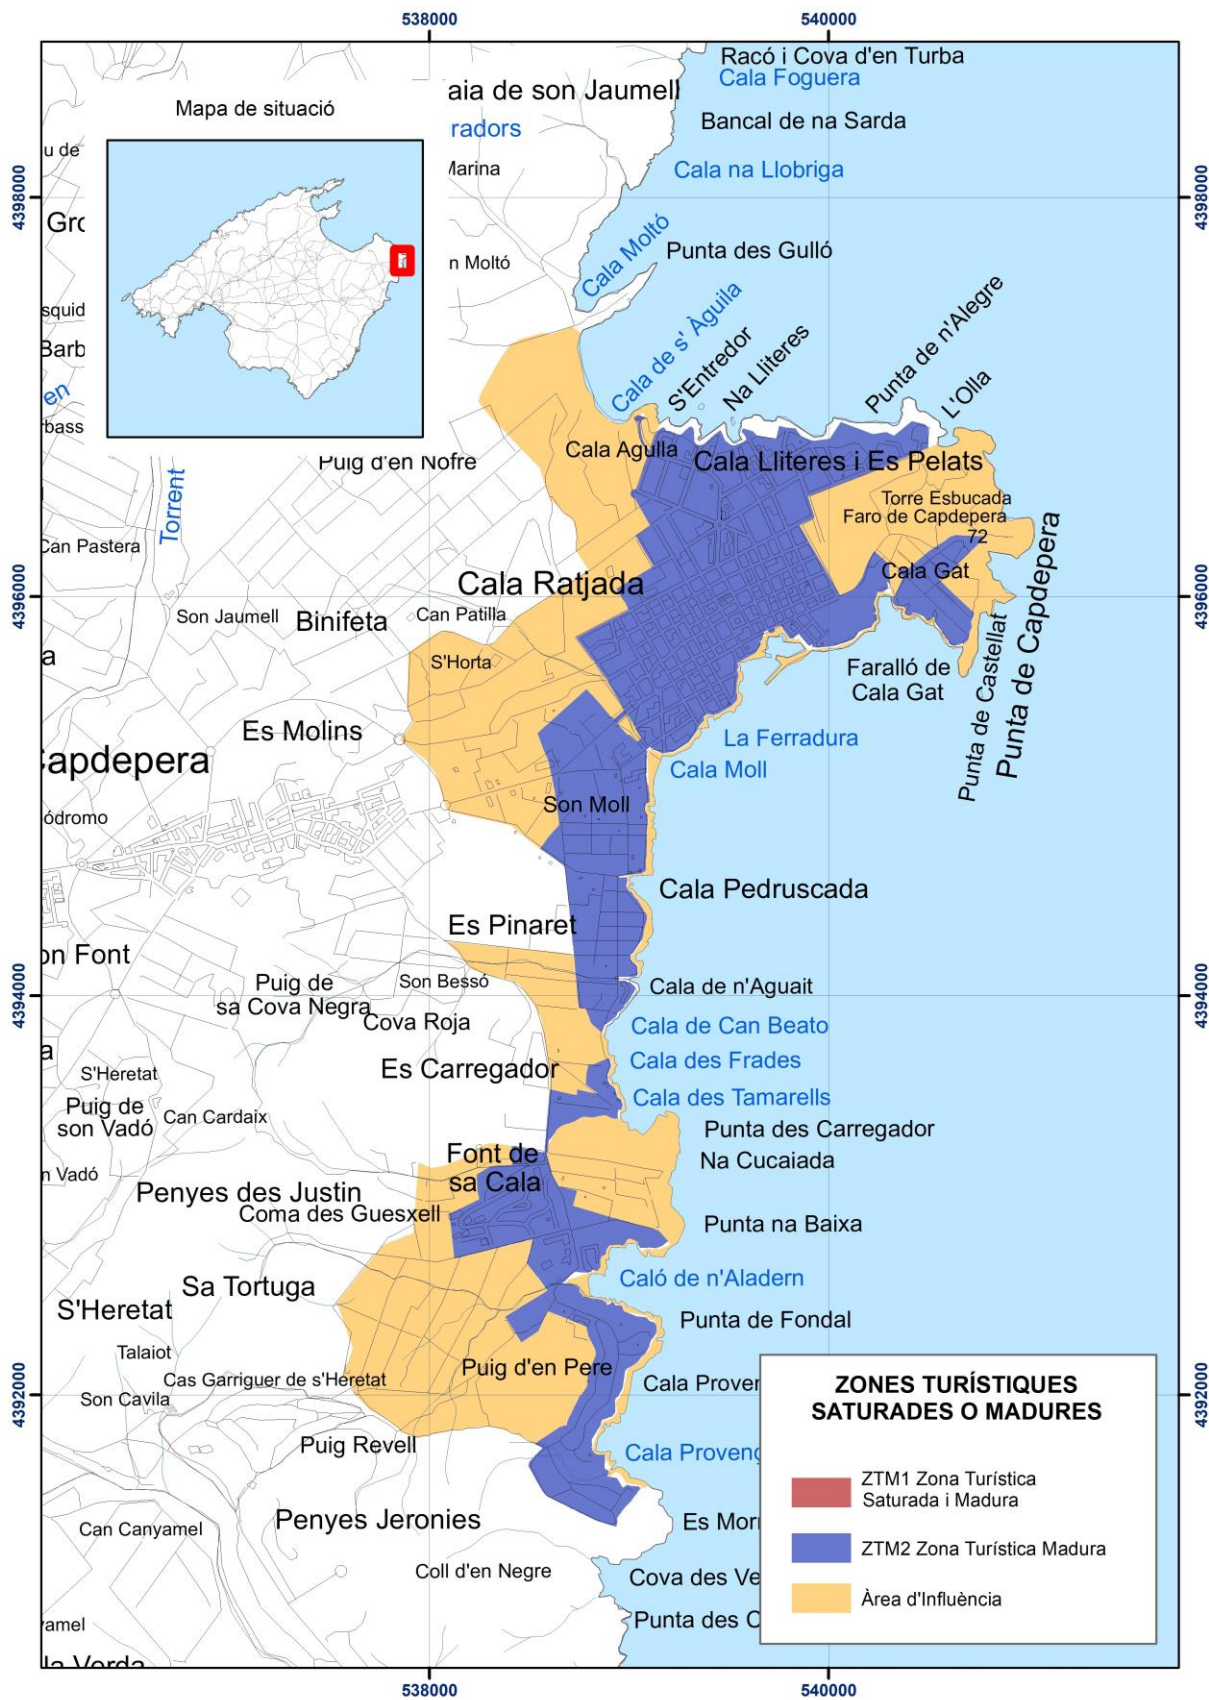 538000
540000
Racó i Cova d'en Turba
Cala Foguera
Mapa de situació
aia de son Jaumell
radors
Bancal de na Sarda
u de
Marina
Cala na Llobriga
4398000
4398000
Gro
Cala Moltó
Punta des Gulló
n Moltó
squid
Barb
en
rbass
Cala de s' Àguila
S'Entredor
Na Lliteres
Punta de n'Alegre
L'Olla
Cala Agulla
Cala Lliteres i Es Pelats
Puig d'en Nofre
Torrent
Torre Esbucada
Faro de Capdepera
72
Can Pastera
Cala Gat
Cala Ratjada
4396000
4396000
Son Jaumell
Binifeta
Can Patilla
a
S'Horta
Faralló de
Cala Gat
Punta de Castellat
Punta de Capdepera
Es Molins
La Ferradura
Capdepera
Cala Moll
Son Moll
ódromo
Cala Pedruscada
Es Pinaret
on Font
Puig de
sa Cova Negra
Son Bessó
Cala de n'Aguait
4394000
4394000
Cova Roja
Cala de Can Beato
a
Es Carregador
Cala des Frades
S'Heretat
Cala des Tamarells
Puig de
son Vadó
Can Cardaix
Punta des Carregador
Font de
sa Cala
Na Cucaiada
n Vadó
Penyes des Justin
Coma des Guesxell
Punta na Baixa
Sa Tortuga
Caló de n'Aladern
S'Heretat
Punta de Fondal
Talaiot
Cas Garriguer de s'Heretat
Puig d'en Pere
Cala Proven
4392000
4392000
Son Cavila
Puig Revell
Cala Provenç
Penyes Jeronies
Es Morr
Can Canyamel
Coll d'en Negre
Cova des Ve
yamel
Punta des C
la Verda
ZONES TURÍSTIQUES
SATURADES O MADURES
ZTM1 Zona Turística
Saturada i Madura
ZTM2 Zona Turística Madura
Àrea d'Influència
538000
540000